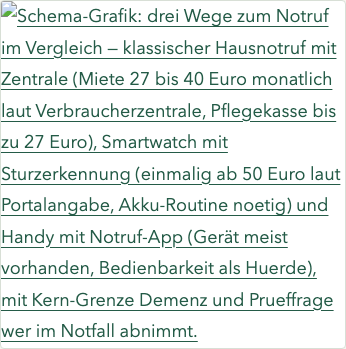 Schema-Grafik: drei Wege zum Notruf
im Vergleich – klassischer Hausnotruf mit
Zentrale (Miete 27 bis 40 Euro monatlich
laut Verbraucherzentrale, Pflegekasse bis
zu 27 Euro), Smartwatch mit
Sturzerkennung (einmalig ab 50 Euro laut
Portalangabe, Akku-Routine noetig) und
Handy mit Notruf-App (Gerät meist
vorhanden, Bedienbarkeit als Huerde),
mit Kern-Grenze Demenz und Prueffrage
wer im Notfall abnimmt.